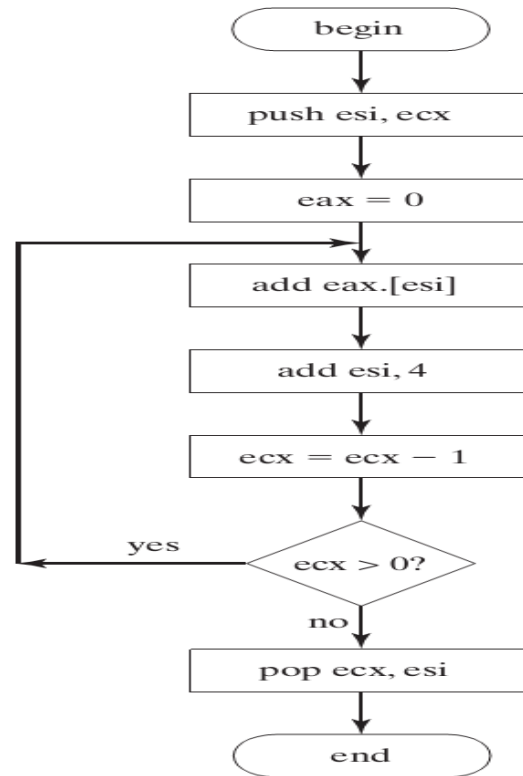 begin
push esi, ecx
eax = 0
add eax.[esi]
add esi, 4
ecx = ecx − 1
yes
ecx > 0?
no
pop ecx, esi
end